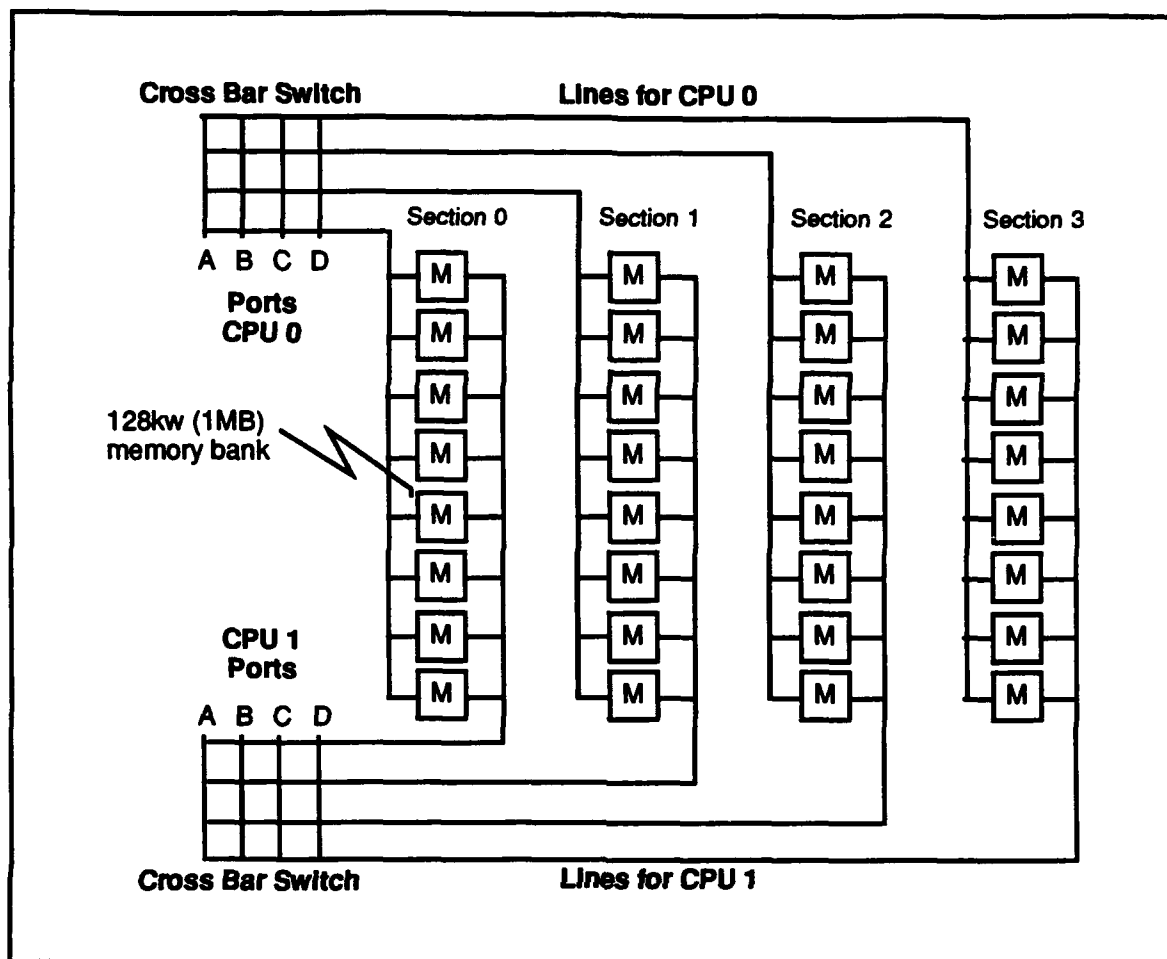 Cross Bar Switch
Lines for CPU 0
Section 0
Section 1
Section 2
Section 3
A B C D
Ports
CPU 0
M M M M
M M M M
M M M M
128kw (1MB)
memory bank
M M M M
M M M M
M M M M
CPU 1
Ports
M M M M
M M M M
A B C D
Cross Bar Switch
Lines for CPU 1